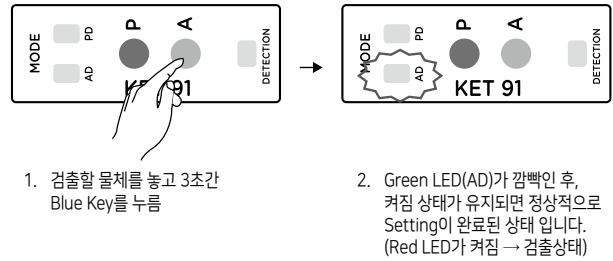 MODE
PD
AD
P
A
DETECTION
KET 91
MODE
PD
AD
P
A
DETECTION
KET 91
1. 검출할 물체를 놓고 3초간
Blue Key를 누름
2. Green LED(AD)가 깜빡인 후,
켜짐 상태가 유지되면 정상적으로
Setting이 완료된 상태 입니다.
(Red LED가 켜짐 → 검출상태)